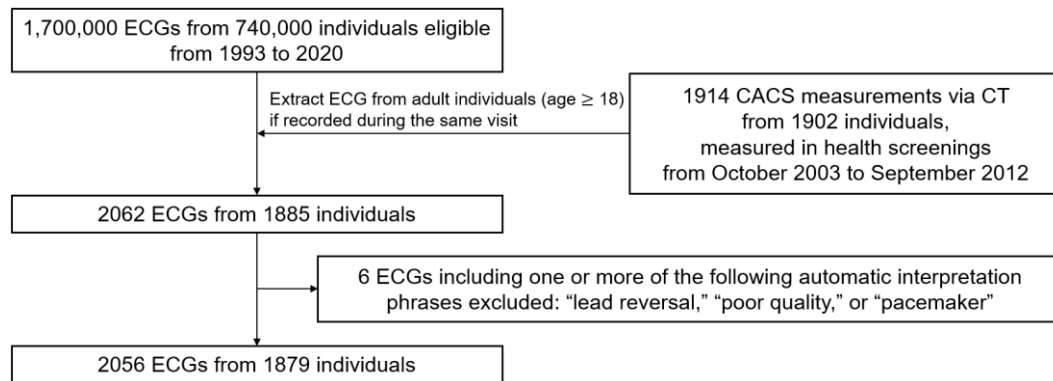 1,700,000 ECGs from 740,000 individuals eligible
from 1993 to 2020
Extract ECG from adult individuals (age ≥ 18)
if recorded during the same visit
1914 CACS measurements via CT
from 1902 individuals,
measured in health screenings
from October 2003 to September 2012
2062 ECGs from 1885 individuals
6 ECGs including one or more of the following automatic interpretation
phrases excluded: “lead reversal,” “poor quality,” or “pacemaker”
2056 ECGs from 1879 individuals